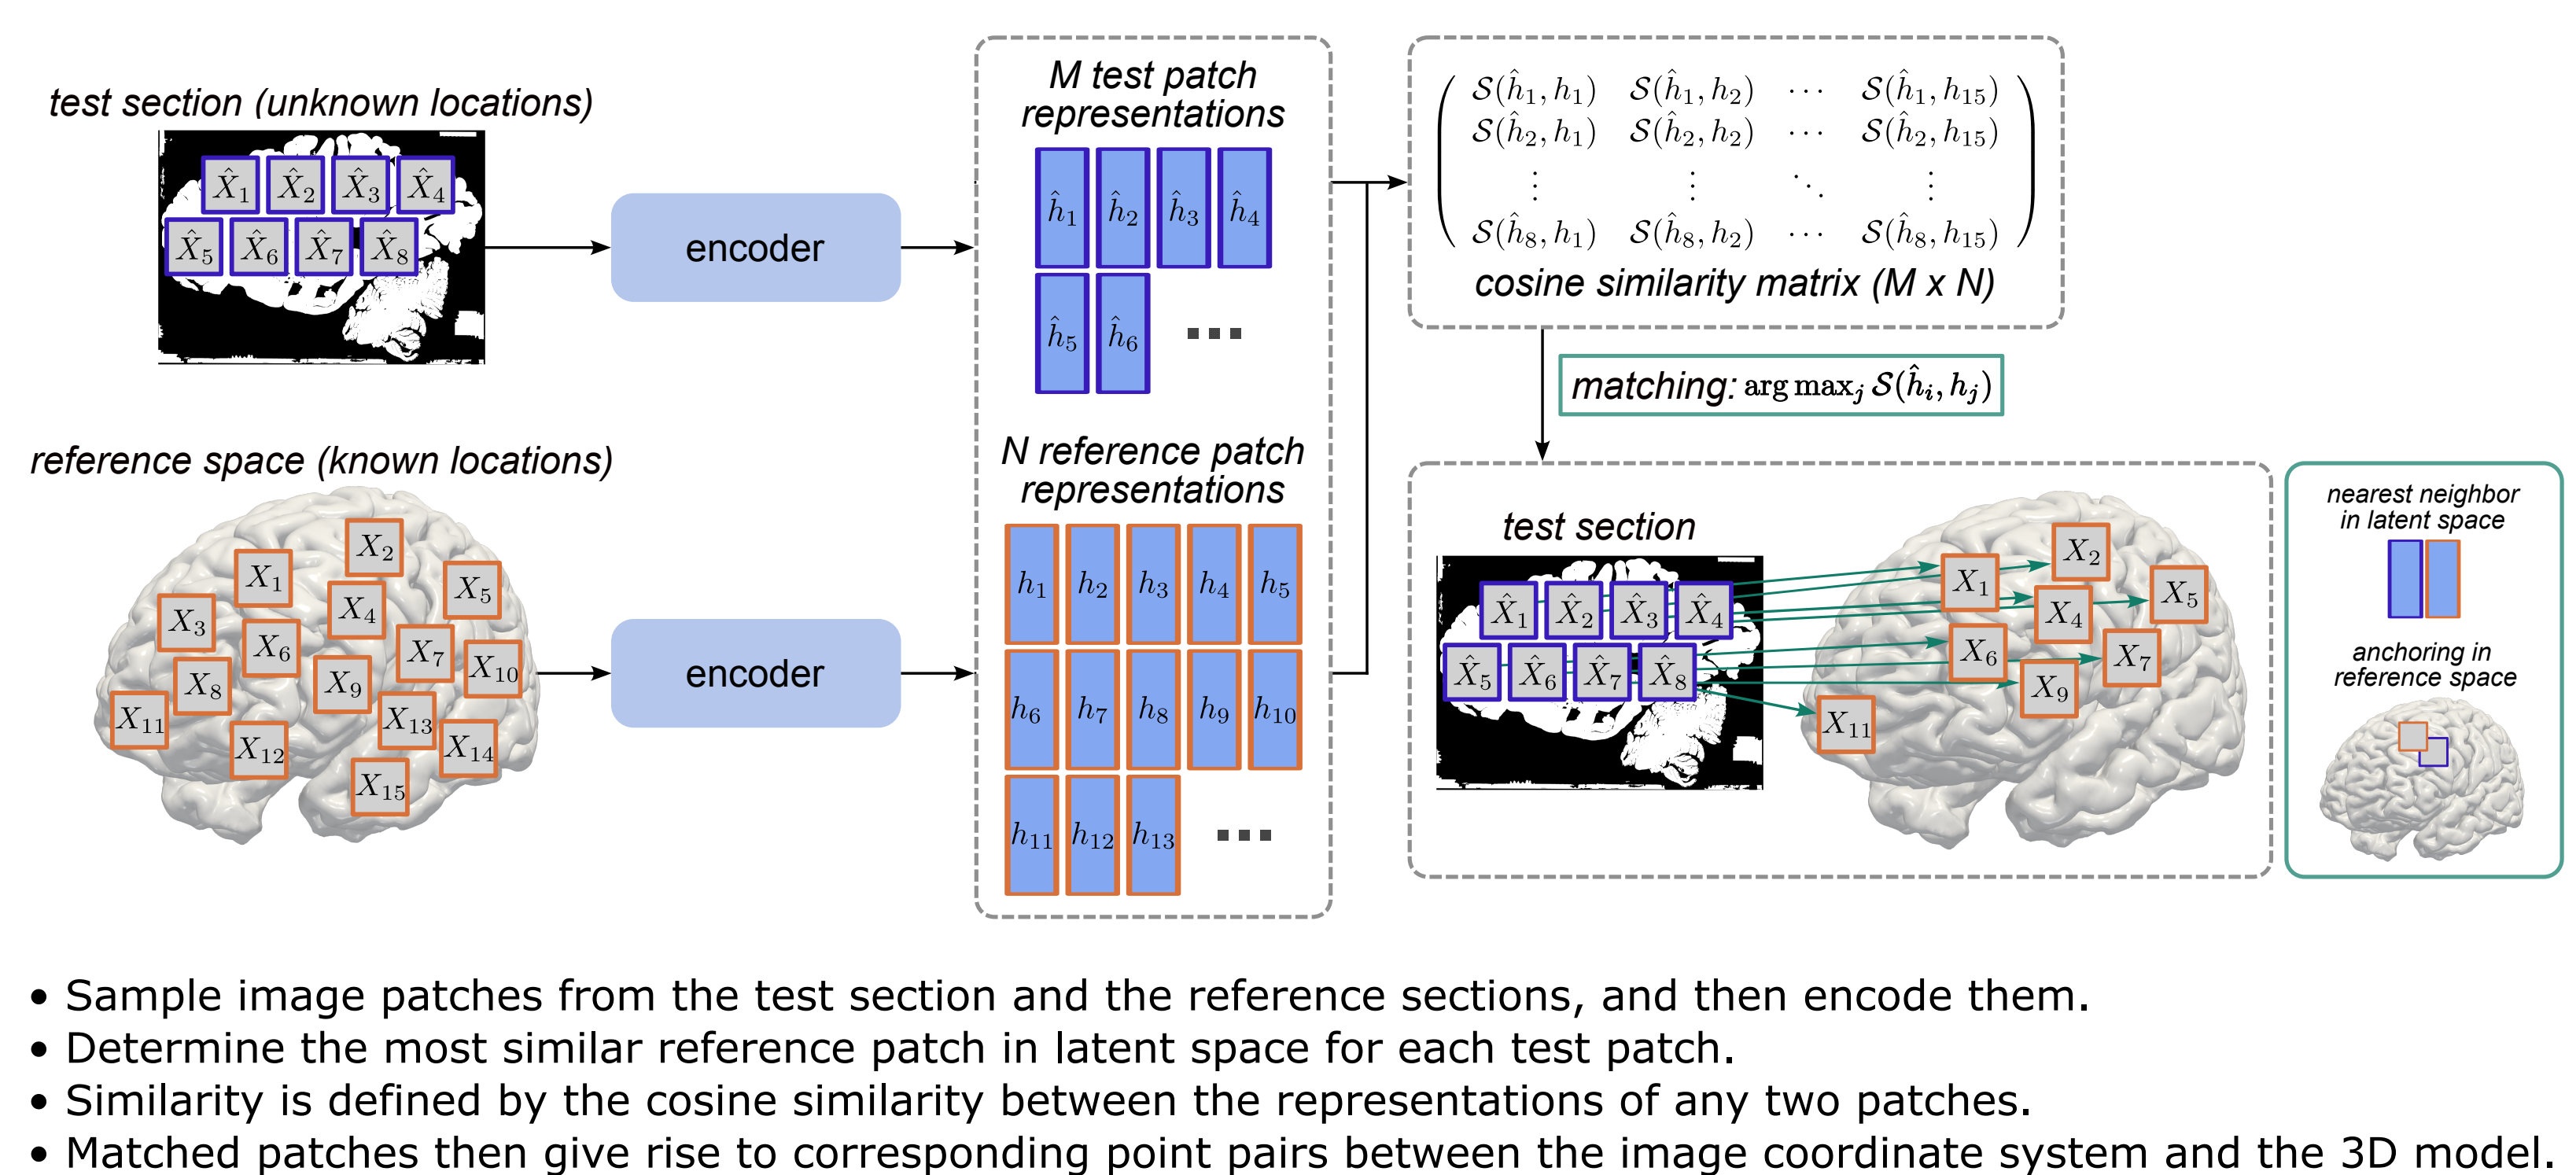 test section (unknown locations)
X̂₁ X̂₂ X̂₃ X̂₄
X̂₅ X̂₆ X̂₇ X̂₈
encoder
M test patch
representations
ĥ₁ ĥ₂ ĥ₃ ĥ₄
ĥ₅ ĥ₆ ...
S(ĥ₁, h₁) S(ĥ₁, h₂) ⋯ S(ĥ₁, h₁₅)
S(ĥ₂, h₁) S(ĥ₂, h₂) ⋯ S(ĥ₂, h₁₅)
⋮ ⋮ ⋱ ⋮
S(ĥ₈, h₁) S(ĥ₈, h₂) ⋯ S(ĥ₈, h₁₅)
cosine similarity matrix (M x N)
matching: arg maxⱼ S(ĥᵢ, hⱼ)
reference space (known locations)
X₂
X₁
X₅
X₄
X₃
X₆
X₇
X₁₀
X₈
X₉
X₁₁
X₁₃
X₁₂
X₁₄
X₁₅
encoder
N reference patch
representations
h₁ h₂ h₃ h₄ h₅
h₆ h₇ h₈ h₉ h₁₀
h₁₁ h₁₂ h₁₃ ...
test section
X̂₁ X̂₂ X̂₃ X̂₄
X̂₅ X̂₆ X̂₇ X̂₈
X₂
X₁
X₅
X₄
X₆
X₇
X₉
X₁₁
nearest neighbor
in latent space
anchoring in
reference space
• Sample image patches from the test section and the reference sections, and then encode them.
• Determine the most similar reference patch in latent space for each test patch.
• Similarity is defined by the cosine similarity between the representations of any two patches.
• Matched patches then give rise to corresponding point pairs between the image coordinate system and the 3D model.